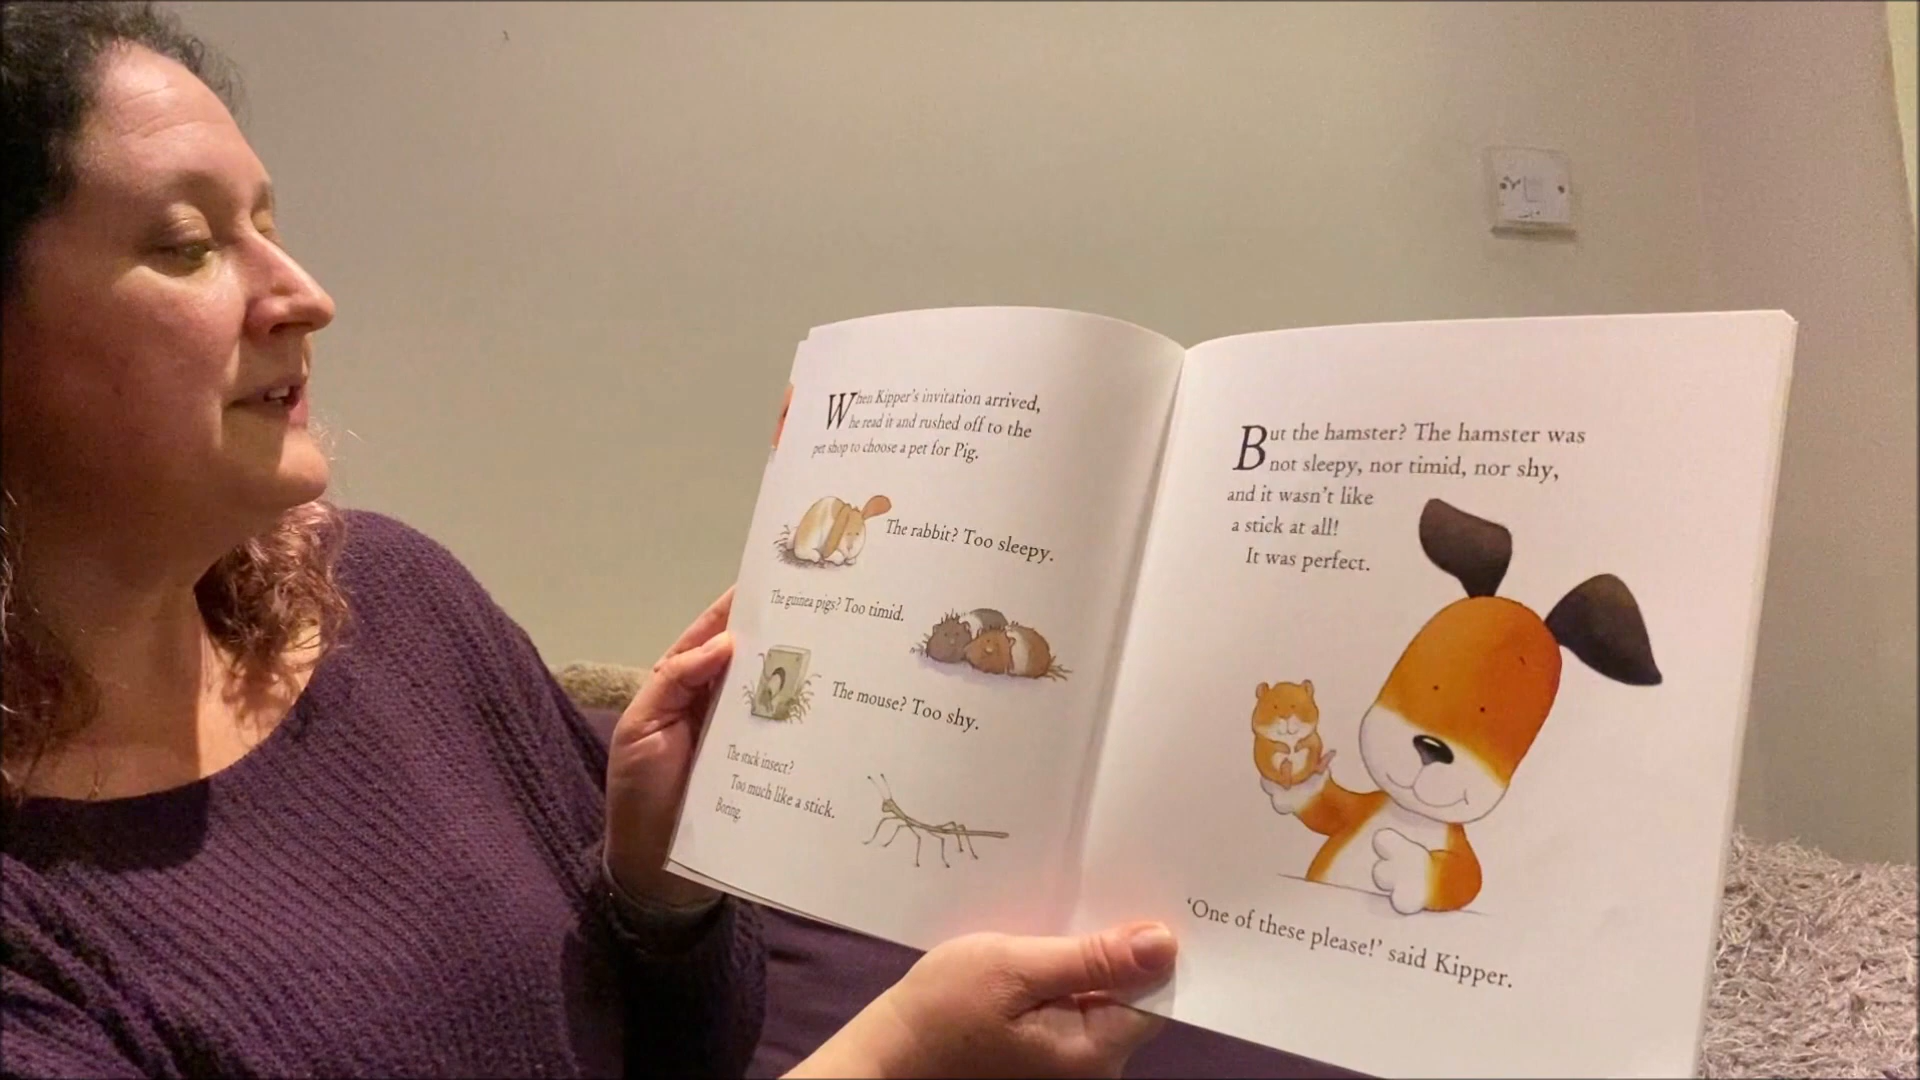 When Kipper's invitation arrived,
he read it and rushed off to the
pet shop to choose a pet for Pig.
The rabbit? Too sleepy.
The guinea pigs? Too timid.
The mouse? Too shy.
The stick insect?
Too much like a stick.
Boring.
But the hamster? The hamster was
not sleepy, nor timid, nor shy,
and it wasn't like
a stick at all!
It was perfect.
'One of these please!' said Kipper.